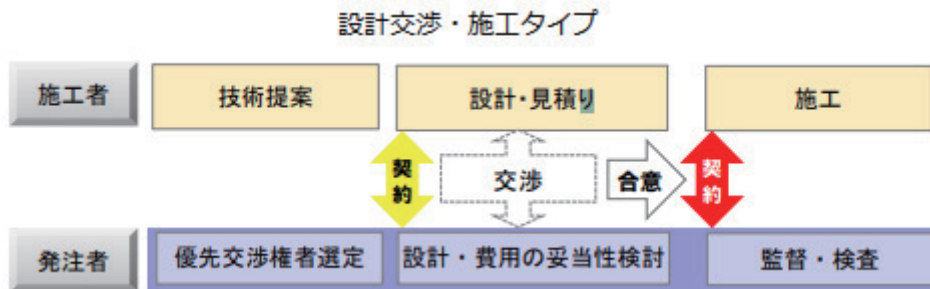 設計交渉・施工タイプ
施工者
技術提案
設計・見積り
施工
契約
交渉
合意
契約
発注者
優先交渉権者選定
設計・費用の妥当性検討
監督・検査